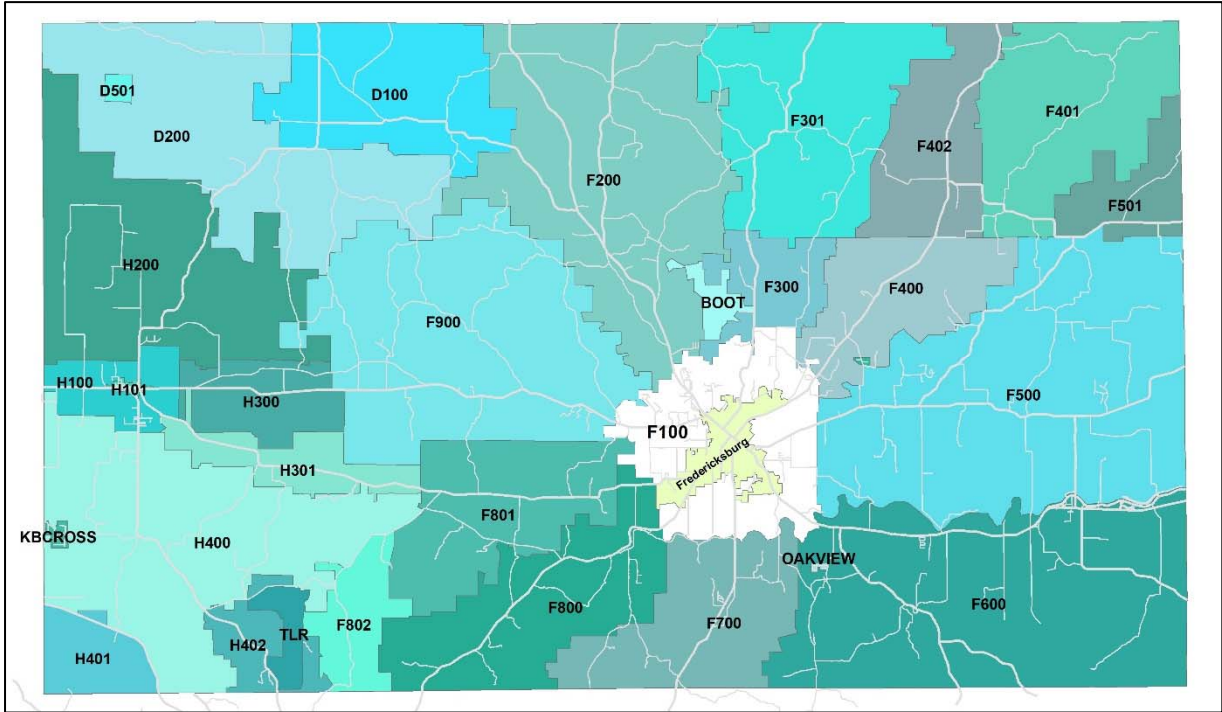 D501
D100
D200
F301
F401
F402
F200
F501
H200
BOOT
F300
F400
F900
H100
H101
H300
F500
F100
Fredericksburg
H301
F801
KBCROSS
H400
OAKVIEW
F800
F600
F700
F802
TLR
H402
H401